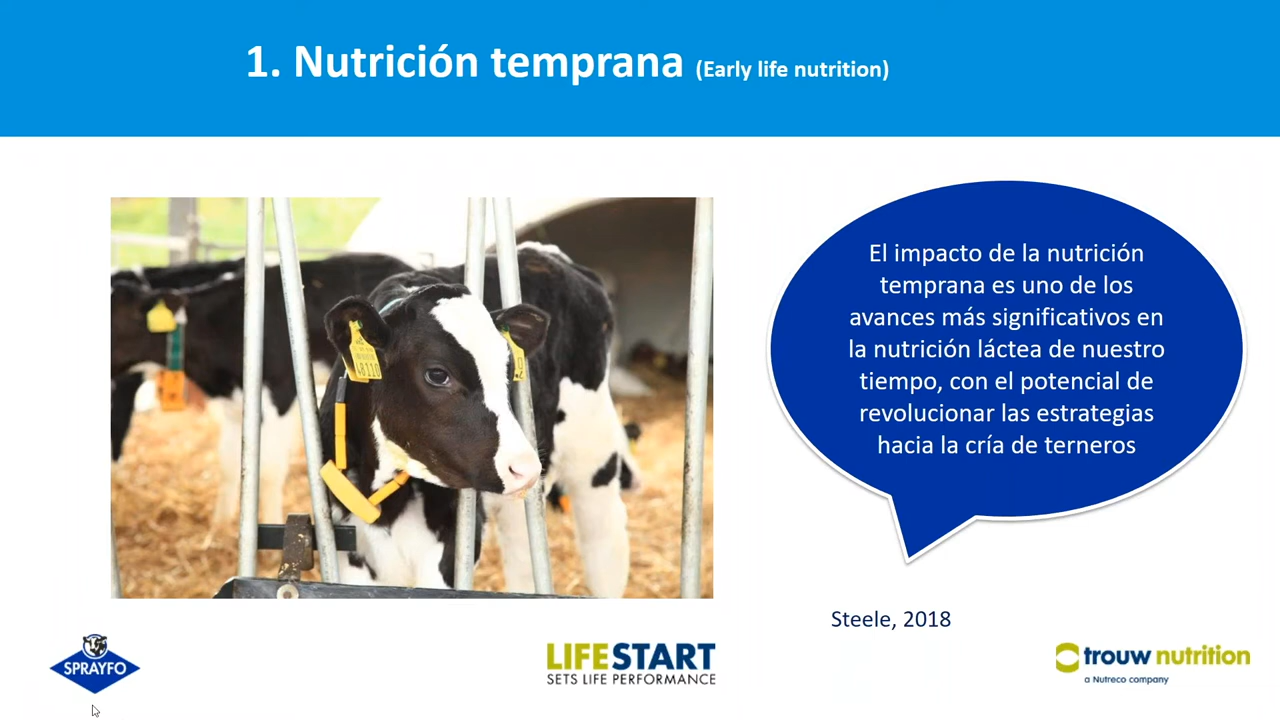 1. Nutrición temprana (Early life nutrition)
El impacto de la nutrición
temprana es uno de los
avances más significativos en
la nutrición láctea de nuestro
tiempo, con el potencial de
revolucionar las estrategias
hacia la cría de terneros
Steele, 2018
SPRAYFO
LIFESTART
SETS LIFE PERFORMANCE
trouw nutrition
a Nutreco company